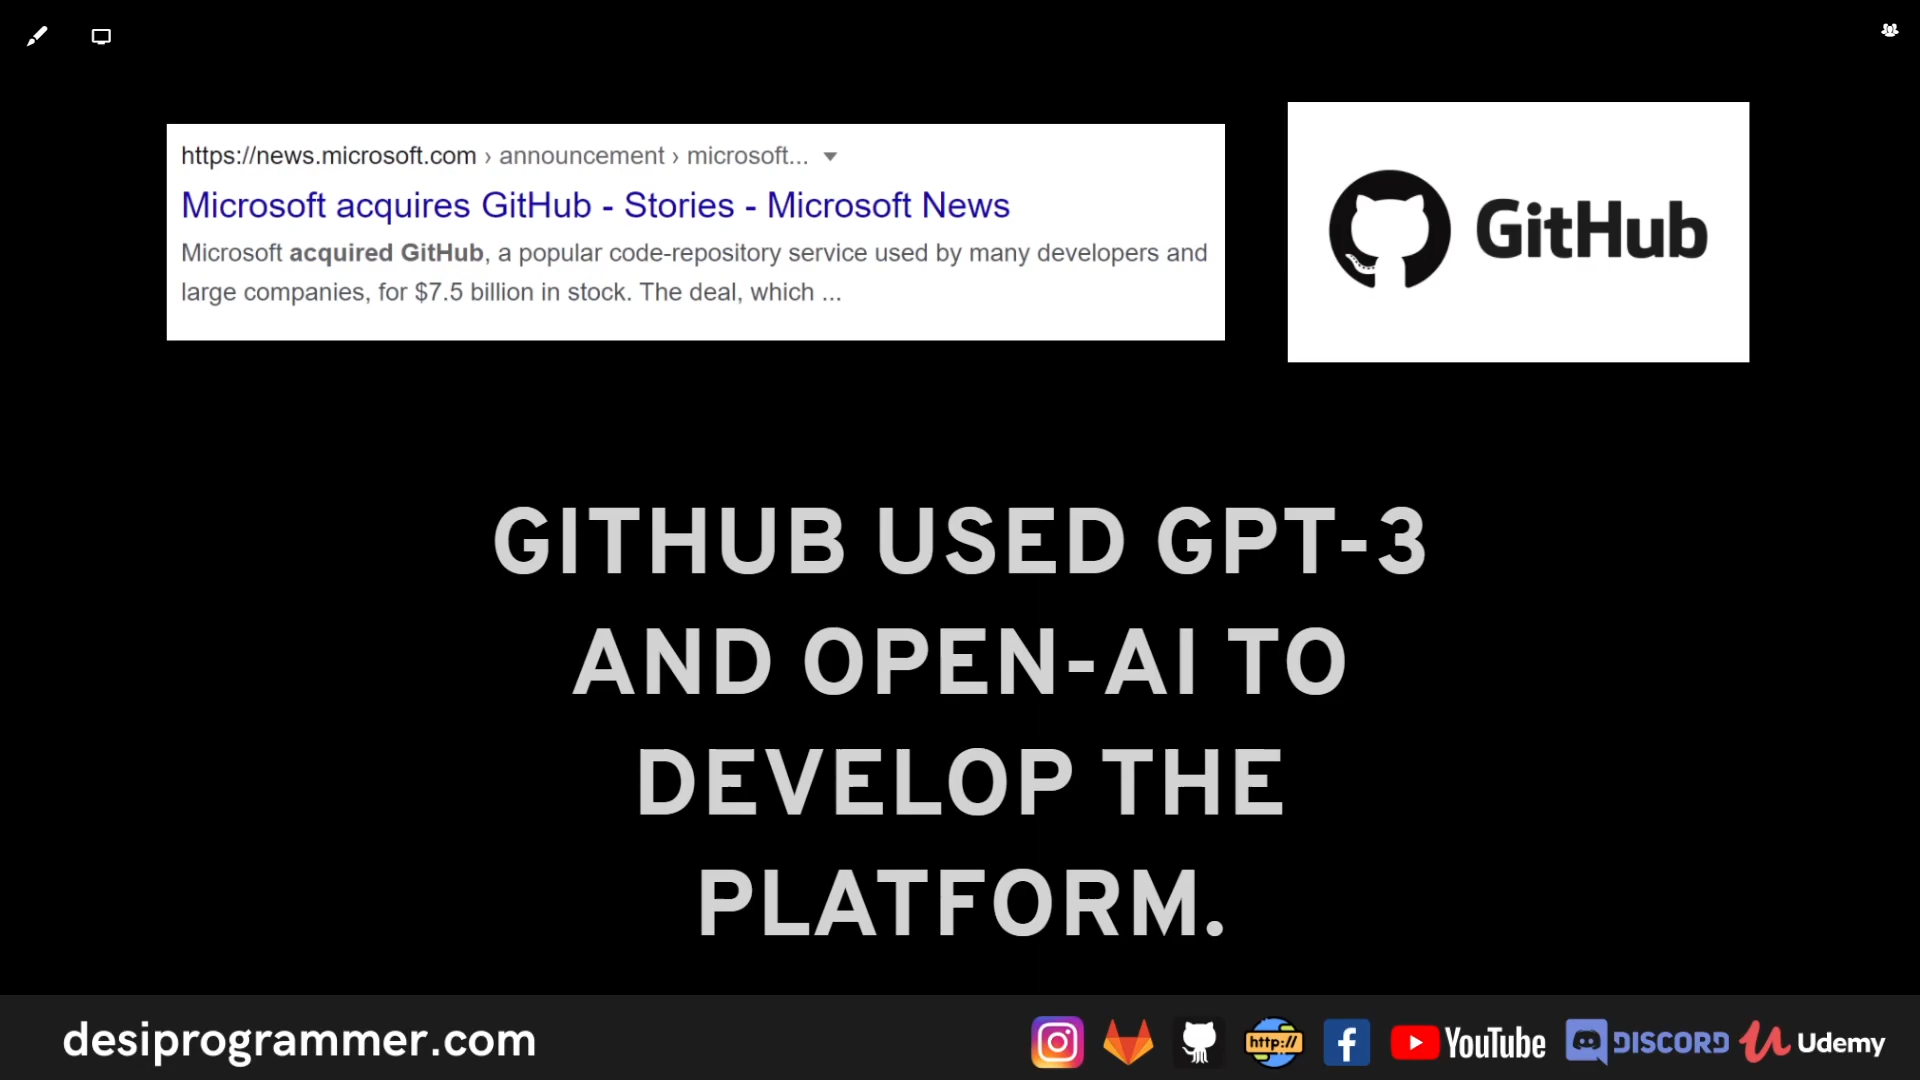 https://news.microsoft.com › announcement › microsoft...
Microsoft acquires GitHub - Stories - Microsoft News
Microsoft acquired GitHub, a popular code-repository service used by many developers and
large companies, for $7.5 billion in stock. The deal, which ...
GitHub
GITHUB USED GPT-3
AND OPEN-AI TO
DEVELOP THE
PLATFORM.
desiprogrammer.com
http://
YouTube
DISCORD
Udemy